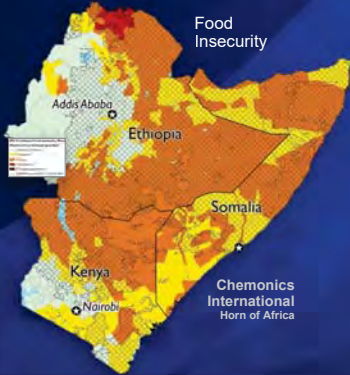 Food
Insecurity
Addis Ababa
Ethiopia
Somalia
Kenya
Nairobi
Chemonics
International
Horn of Africa